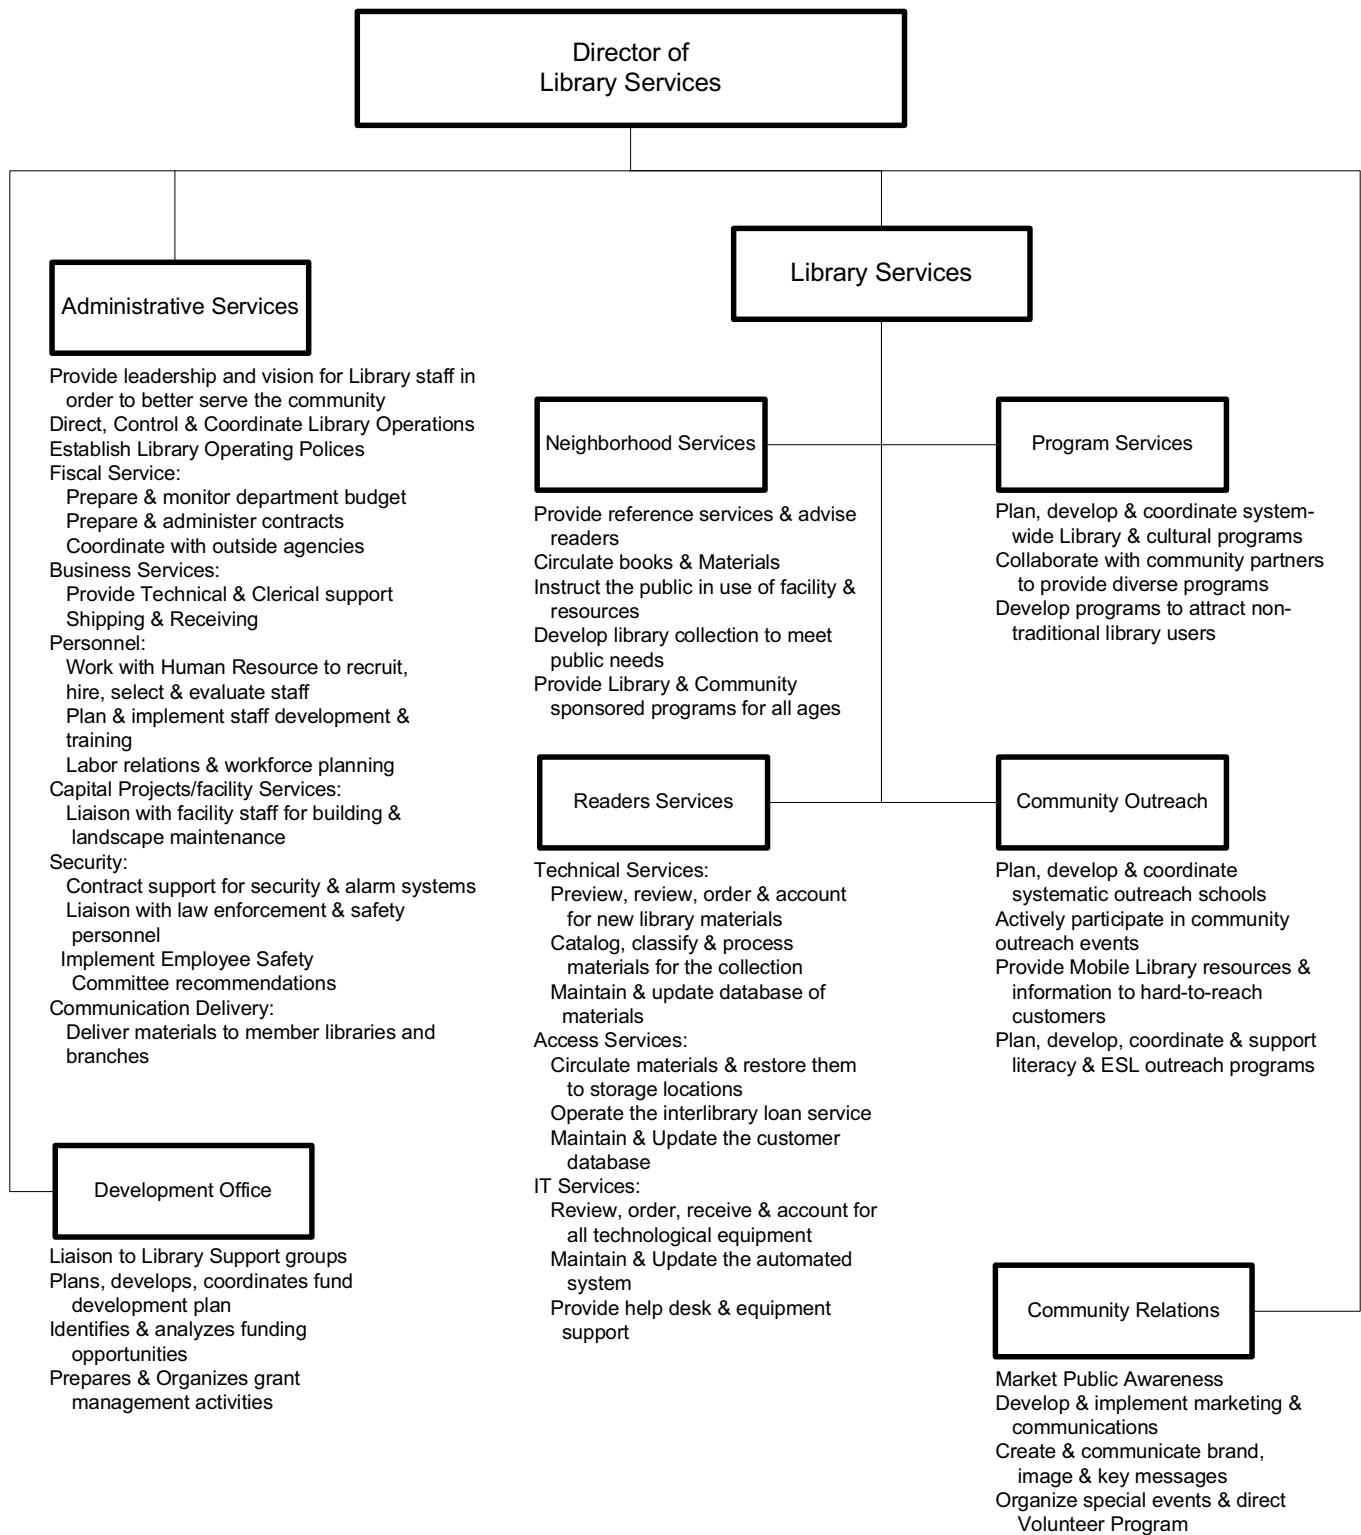 Director of
Library Services
Library Services
Administrative Services
Provide leadership and vision for Library staff in
order to better serve the community
Direct, Control & Coordinate Library Operations
Establish Library Operating Polices
Fiscal Service:
Prepare & monitor department budget
Prepare & administer contracts
Coordinate with outside agencies
Business Services:
Provide Technical & Clerical support
Shipping & Receiving
Personnel:
Work with Human Resource to recruit,
hire, select & evaluate staff
Plan & implement staff development &
training
Labor relations & workforce planning
Capital Projects/facility Services:
Liaison with facility staff for building &
landscape maintenance
Security:
Contract support for security & alarm systems
Liaison with law enforcement & safety
personnel
Implement Employee Safety
Committee recommendations
Communication Delivery:
Deliver materials to member libraries and
branches
Neighborhood Services
Provide reference services & advise
readers
Circulate books & Materials
Instruct the public in use of facility &
resources
Develop library collection to meet
public needs
Provide Library & Community
sponsored programs for all ages
Program Services
Plan, develop & coordinate system-
wide Library & cultural programs
Collaborate with community partners
to provide diverse programs
Develop programs to attract non-
traditional library users
Readers Services
Technical Services:
Preview, review, order & account
for new library materials
Catalog, classify & process
materials for the collection
Maintain & update database of
materials
Access Services:
Circulate materials & restore them
to storage locations
Operate the interlibrary loan service
Maintain & Update the customer
database
IT Services:
Review, order, receive & account for
all technological equipment
Maintain & Update the automated
system
Provide help desk & equipment
support
Community Outreach
Plan, develop & coordinate
systematic outreach schools
Actively participate in community
outreach events
Provide Mobile Library resources &
information to hard-to-reach
customers
Plan, develop, coordinate & support
literacy & ESL outreach programs
Development Office
Liaison to Library Support groups
Plans, develops, coordinates fund
development plan
Identifies & analyzes funding
opportunities
Prepares & Organizes grant
management activities
Community Relations
Market Public Awareness
Develop & implement marketing &
communications
Create & communicate brand,
image & key messages
Organize special events & direct
Volunteer Program